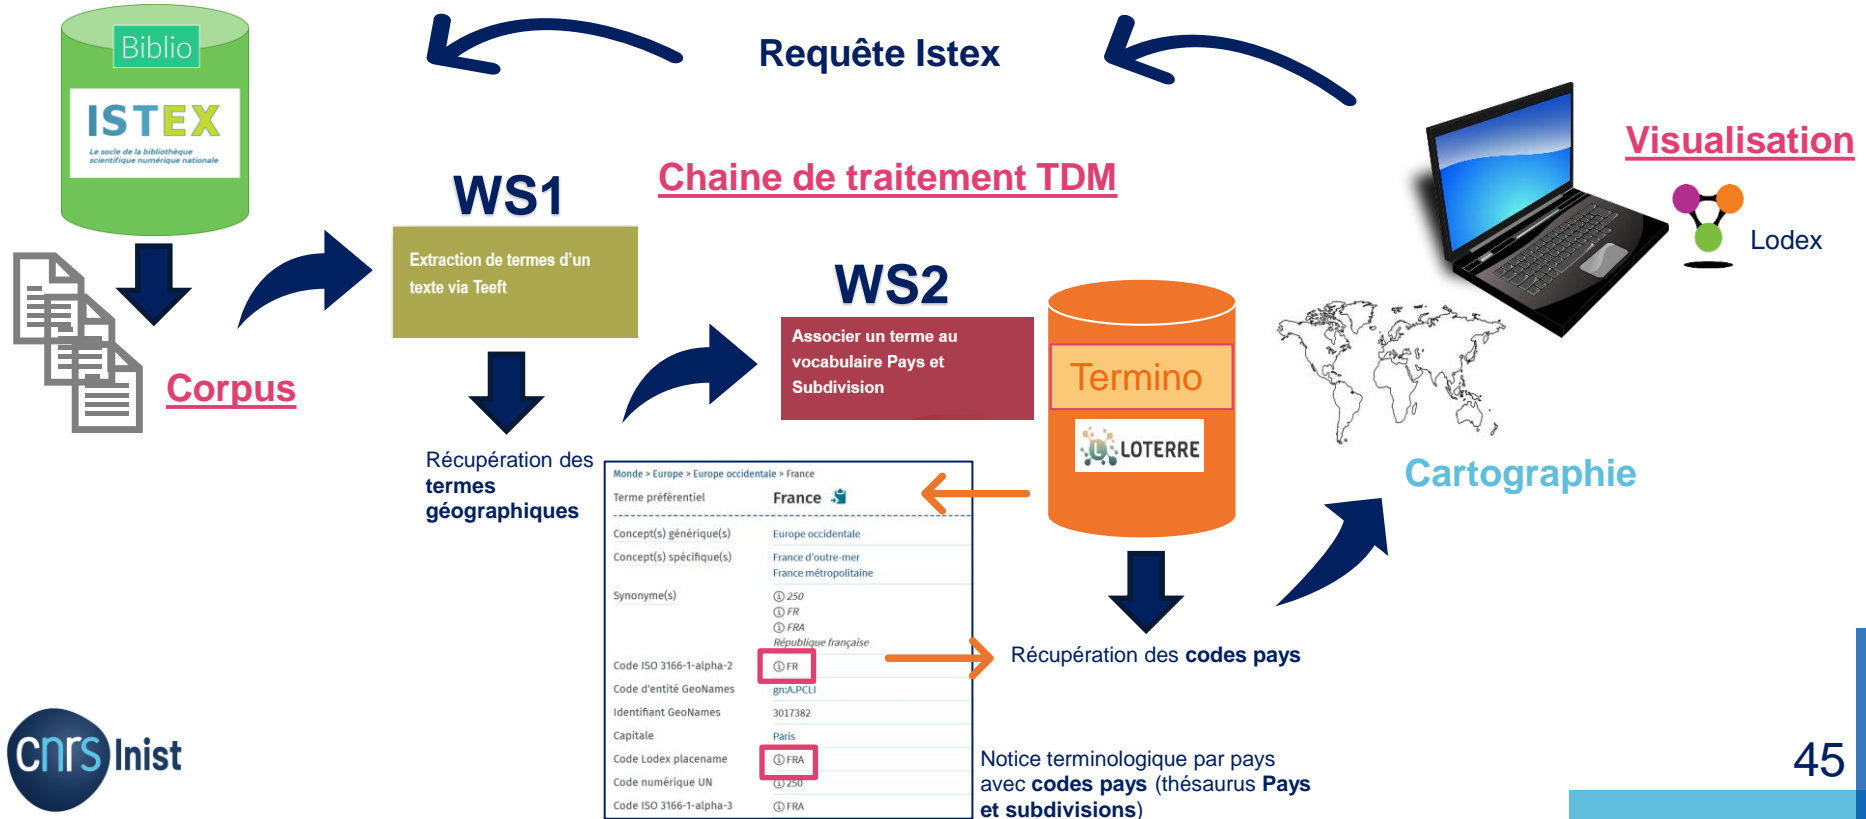 Biblio
ISTEX
Le socle de la bibliothèque
scientifique numérique nationale
Requête Istex
Visualisation
Lodex
Chaine de traitement TDM
WS1
Extraction de termes d'un
texte via Teeft
Corpus
WS2
Associer un terme au
vocabulaire Pays et
Subdivision
Termino
LOTERRE
Cartographie
Récupération des
termes
géographiques
Monde > Europe > Europe occidentale > France
Terme préférentiel France
Concept(s) générique(s) Europe occidentale
Concept(s) spécifique(s) France d'outre-mer
France métropolitaine
Synonyme(s) 250
FR
FRA
République française
Code ISO 3166-1-alpha-2 FR
Code d'entité GeoNames gn:A.PCLI
Identifiant GeoNames 3017382
Capitale Paris
Code Lodex placename FRA
Code numérique UN 250
Code ISO 3166-1-alpha-3 FRA
Récupération des codes pays
Notice terminologique par pays
avec codes pays (thésaurus Pays
et subdivisions)
cnrs Inist
45